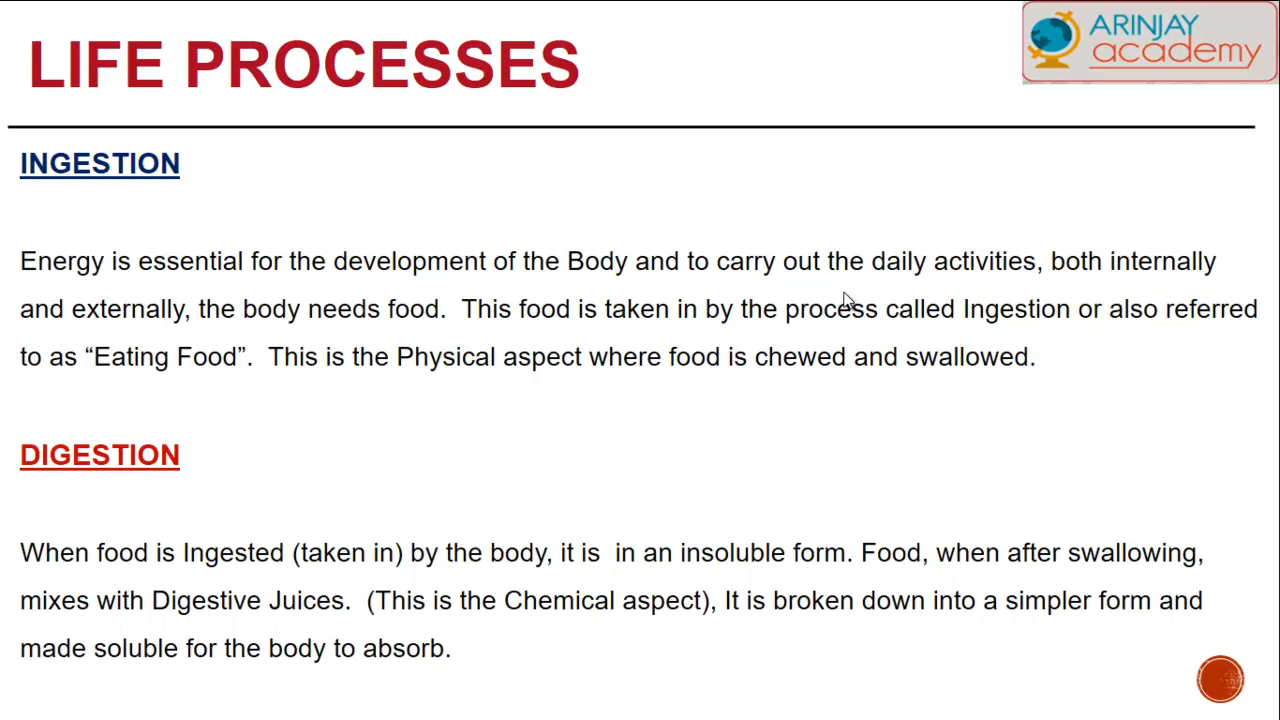 LIFE PROCESSES
ARINJAY
academy
INGESTION
Energy is essential for the development of the Body and to carry out the daily activities, both internally
and externally, the body needs food.  This food is taken in by the process called Ingestion or also referred
to as “Eating Food”.  This is the Physical aspect where food is chewed and swallowed.
DIGESTION
When food is Ingested (taken in) by the body, it is  in an insoluble form. Food, when after swallowing,
mixes with Digestive Juices.  (This is the Chemical aspect), It is broken down into a simpler form and
made soluble for the body to absorb.